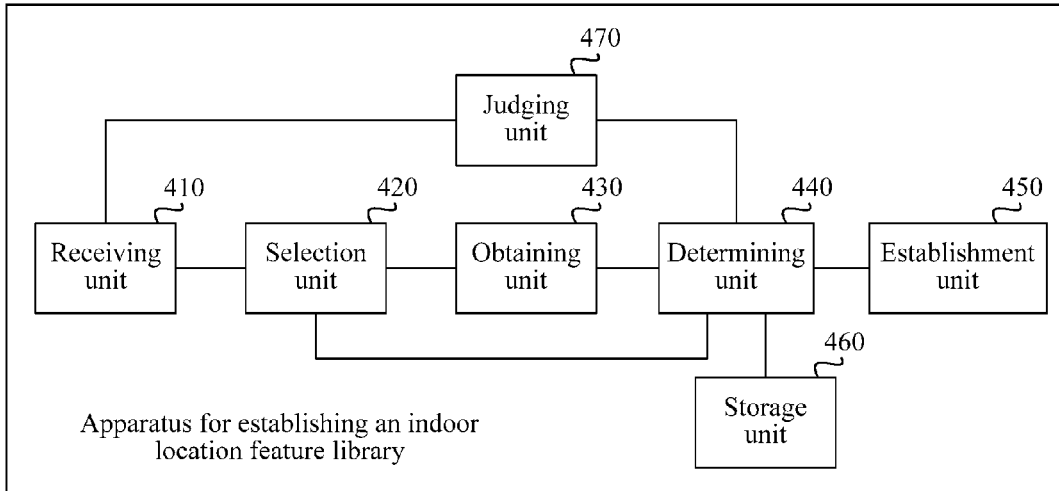 470
Judging
unit
410
420
430
440
450
Receiving
unit
Selection
unit
Obtaining
unit
Determining
unit
Establishment
unit
460
Storage
unit
Apparatus for establishing an indoor
location feature library